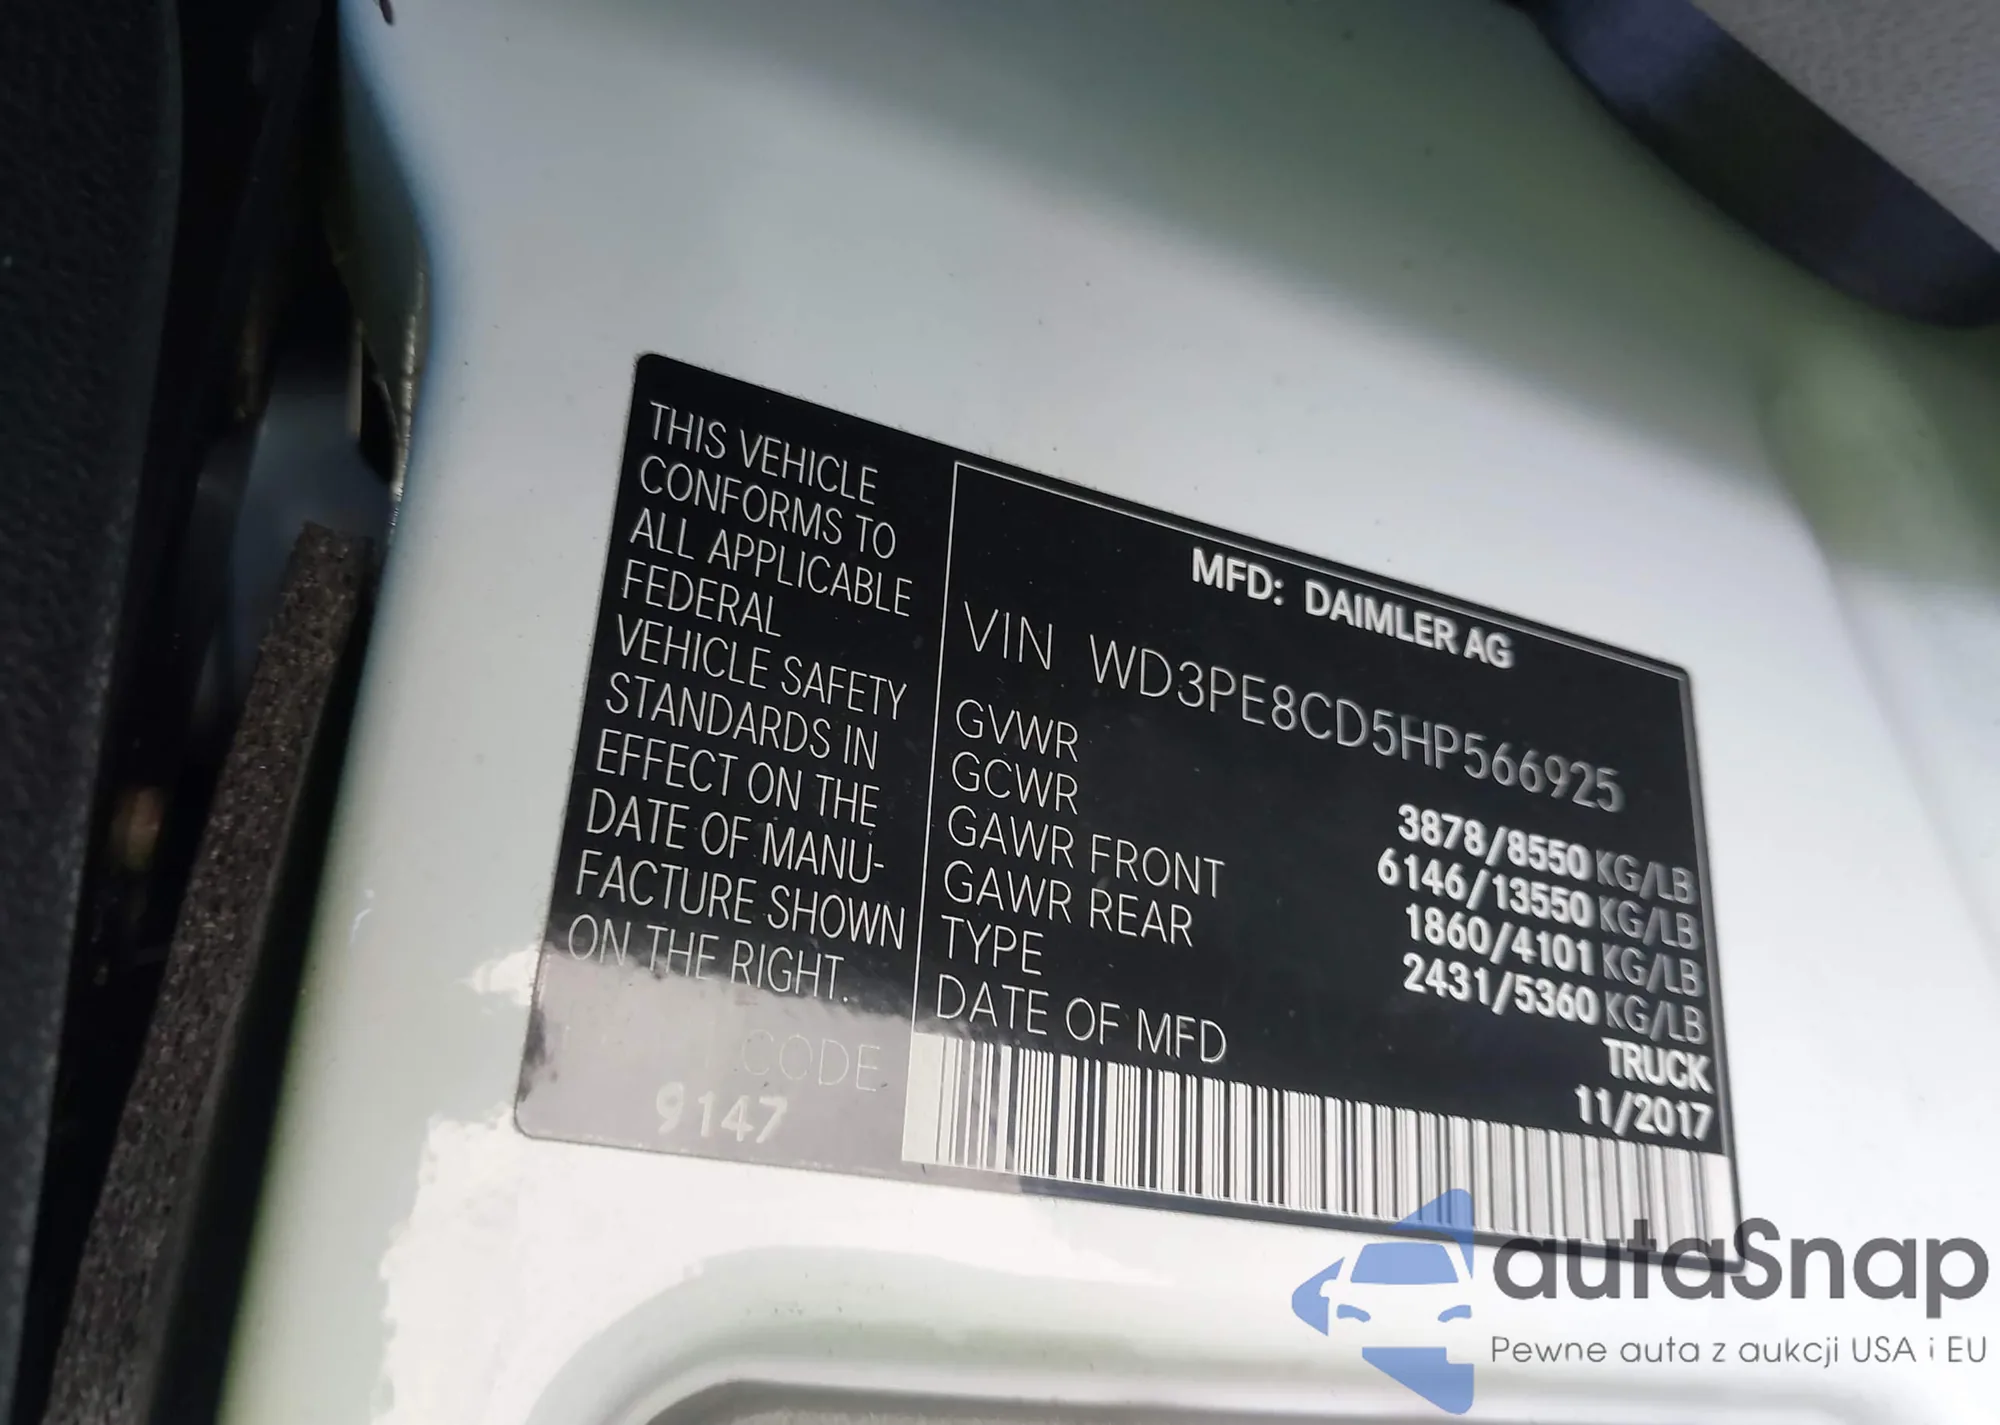 THIS VEHICLE
CONFORMS TO
ALL APPLICABLE
FEDERAL
VEHICLE SAFETY
STANDARDS IN
EFFECT ON THE
DATE OF MANU-
FACTURE SHOWN
ON THE RIGHT.
CODE
9147
MFD: DAIMLER AG
VIN WD3PE8CD5HP566925
GVWR 3878/8550 KG/LB
GCWR 6146/13550 KG/LB
GAWR FRONT 1860/4101 KG/LB
GAWR REAR 2431/5360 KG/LB
TYPE TRUCK
DATE OF MFD 11/2017
autaSnap
Pewne auta z aukcji USA i EU